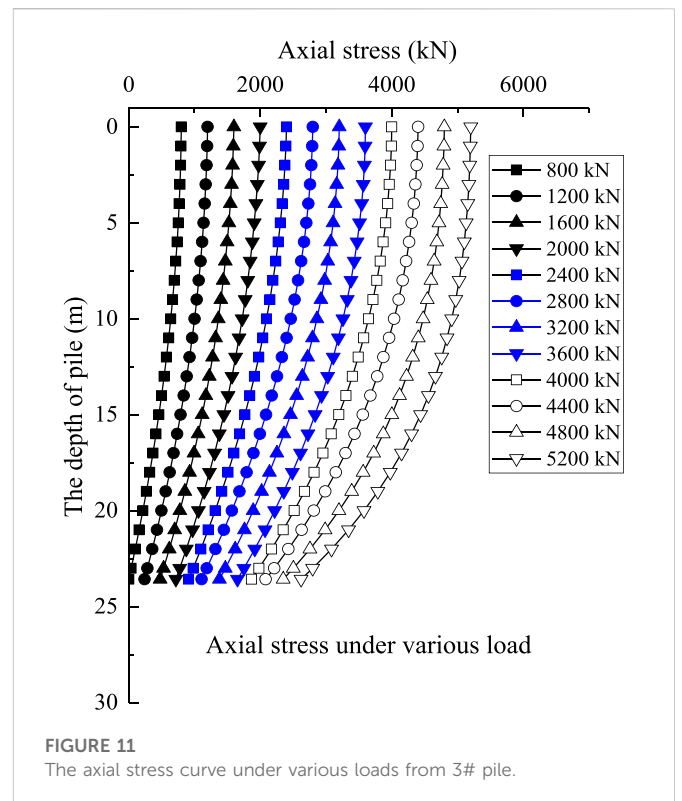 Axial stress (kN)
0 2000 4000 6000
The depth of pile (m)
0
5
10
15
20
25
30
800 kN
1200 kN
1600 kN
2000 kN
2400 kN
2800 kN
3200 kN
3600 kN
4000 kN
4400 kN
4800 kN
5200 kN
Axial stress under various load
FIGURE 11
The axial stress curve under various loads from 3# pile.